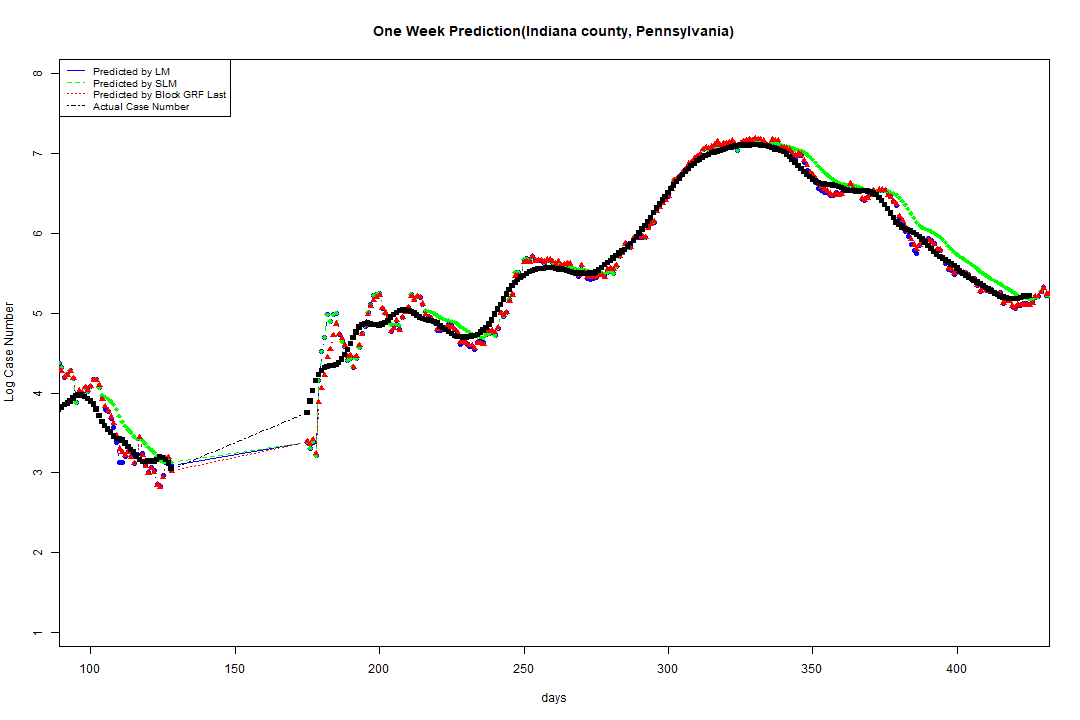 One Week Prediction(Indiana county, Pennsylvania)
Predicted by LM
Predicted by SLM
Predicted by Block GRF Last
Actual Case Number
Log Case Number
8
7
6
5
4
3
2
1
100 150 200 250 300 350 400
days